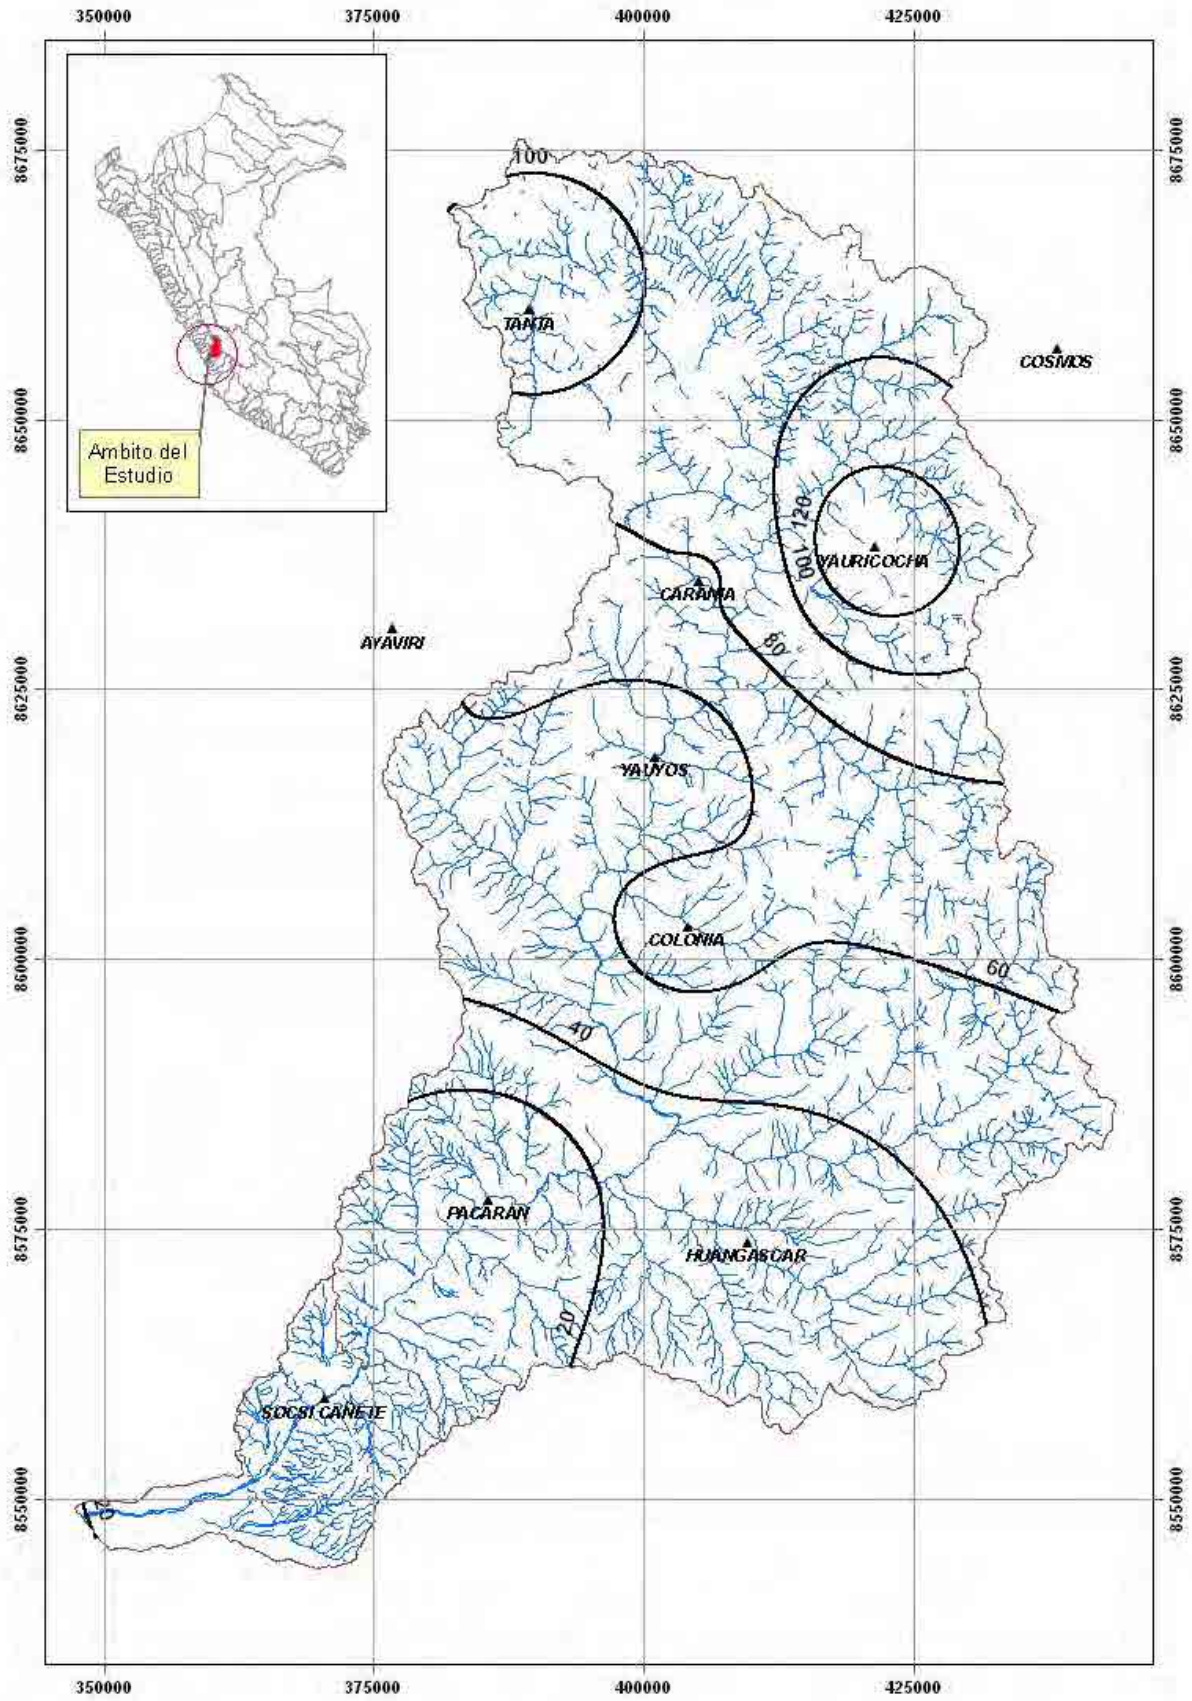 350000 375000 400000 425000
8675000 8675000
100
TANTA
COSMOS
Ambito del
Estudio
8650000 8650000
120
100
YAURICOCHA
CARANIA
AYAVIRI
80
8625000 8625000
YAUYOS
COLONIA
8600000 8600000
60
40
PACARAN
8575000 8575000
HUANGASCAR
20
SOCSI CAÑETE
8550000 8550000
20
350000 375000 400000 425000